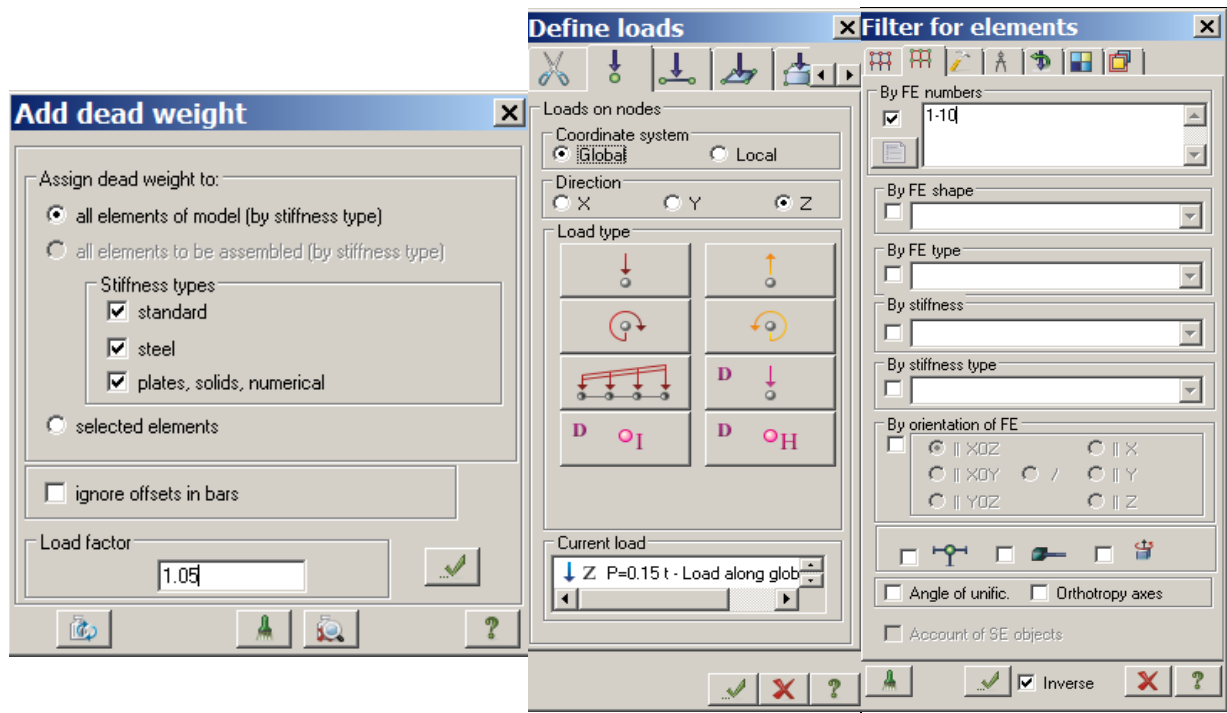 Add dead weight
Assign dead weight to:
all elements of model (by stiffness type)
all elements to be assembled (by stiffness type)
Stiffness types
standard
steel
plates, solids, numerical
selected elements
ignore offsets in bars
Load factor
1.05
?
Define loads
Loads on nodes
Coordinate system
Global Local
Direction
X Y Z
Load type
D
D I D H
Current load
Z P=0.15 t - Load along glob
?
Filter for elements
By FE numbers
1-10
By FE shape
By FE type
By stiffness
By stiffness type
By orientation of FE
|| XOZ || X
|| XOY / || Y
|| YOZ || Z
Angle of unific. Orthotropy axes
Account of SE objects
Inverse ?